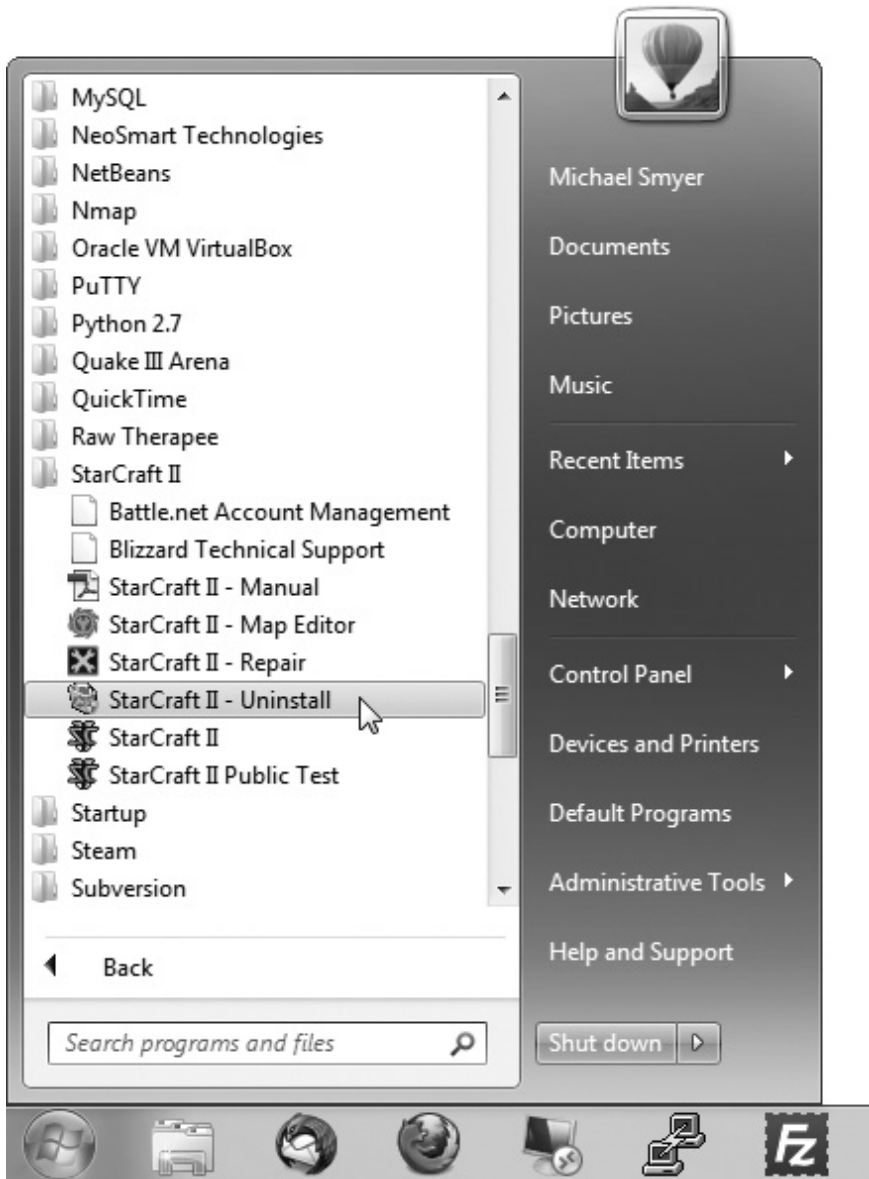 MySQL
NeoSmart Technologies
NetBeans
Nmap
Oracle VM VirtualBox
PuTTY
Python 2.7
Quake III Arena
QuickTime
Raw Therapee
StarCraft II
Battle.net Account Management
Blizzard Technical Support
StarCraft II - Manual
StarCraft II - Map Editor
StarCraft II - Repair
StarCraft II - Uninstall
StarCraft II
StarCraft II Public Test
Startup
Steam
Subversion
Back
Search programs and files
Michael Smyer
Documents
Pictures
Music
Recent Items
Computer
Network
Control Panel
Devices and Printers
Default Programs
Administrative Tools
Help and Support
Shut down
Fz